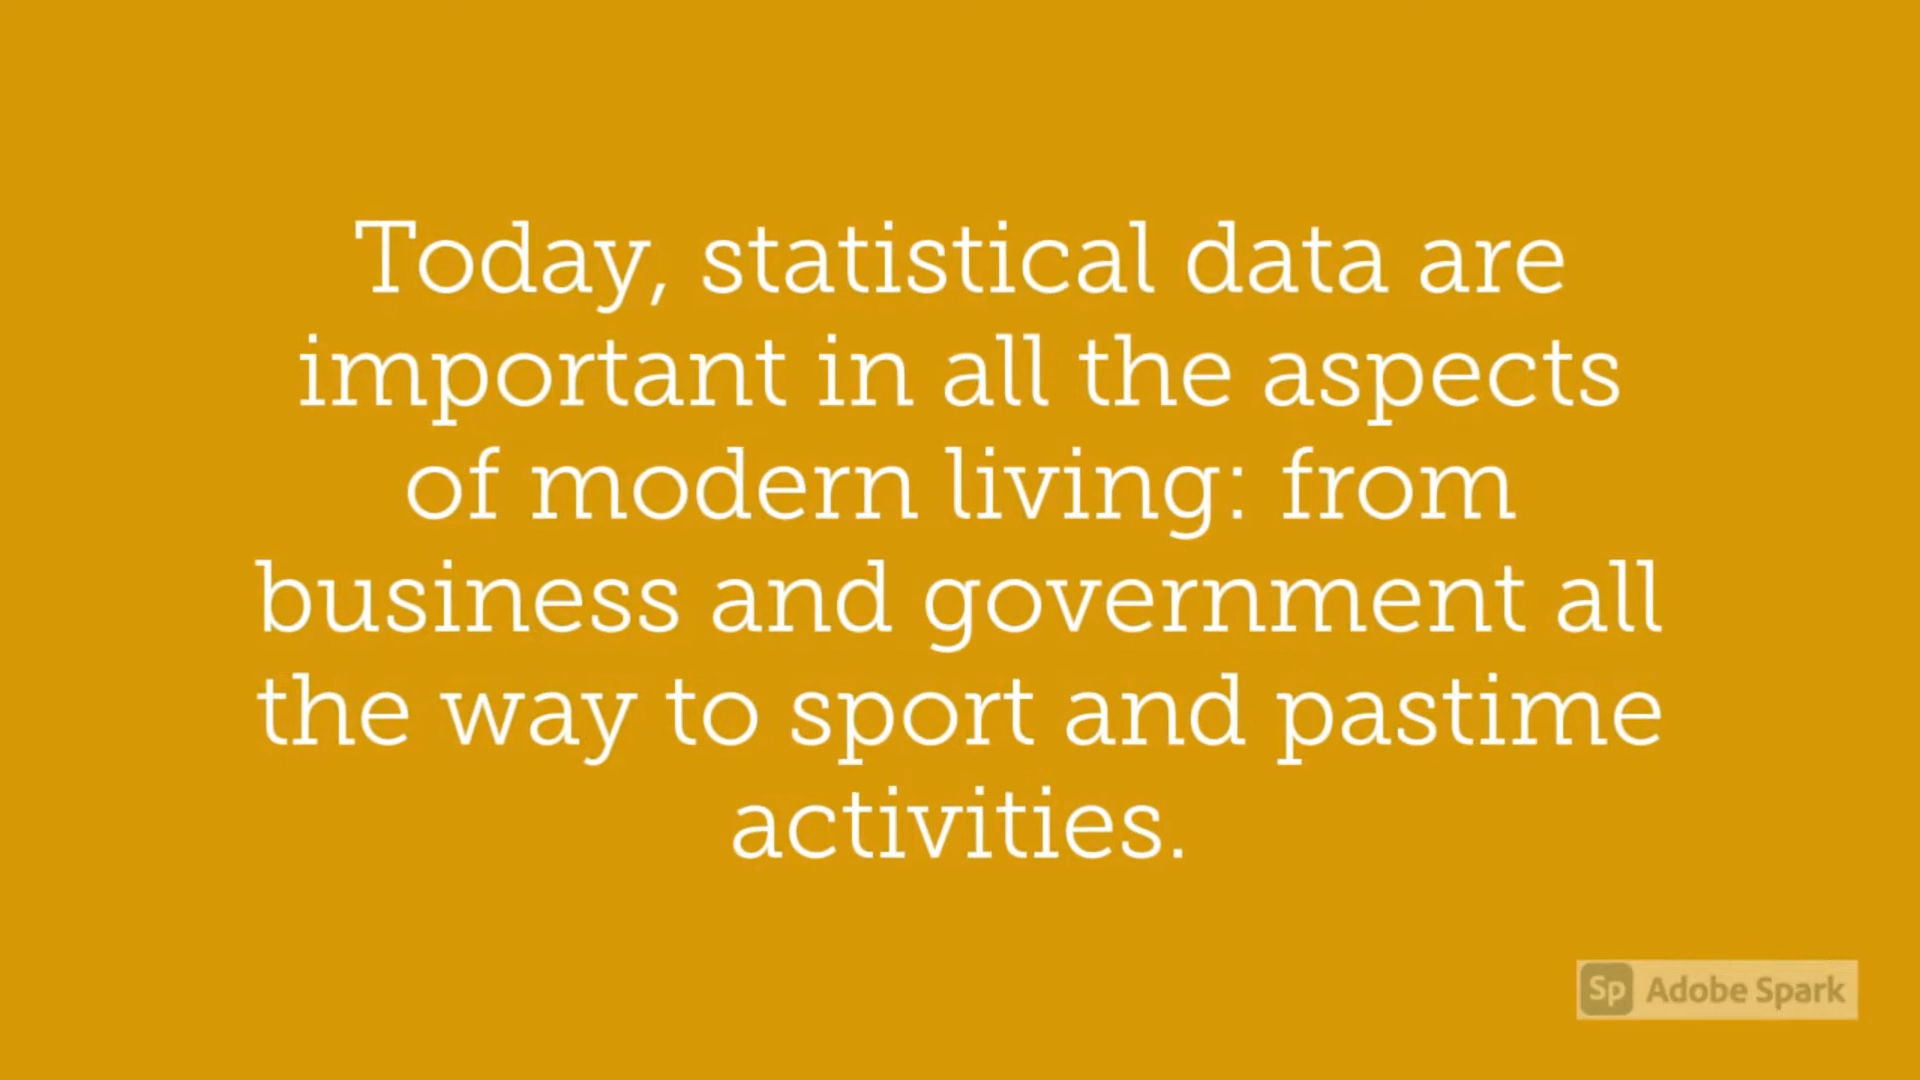 Today, statistical data are
important in all the aspects
of modern living: from
business and government all
the way to sport and pastime
activities.
Sp Adobe Spark